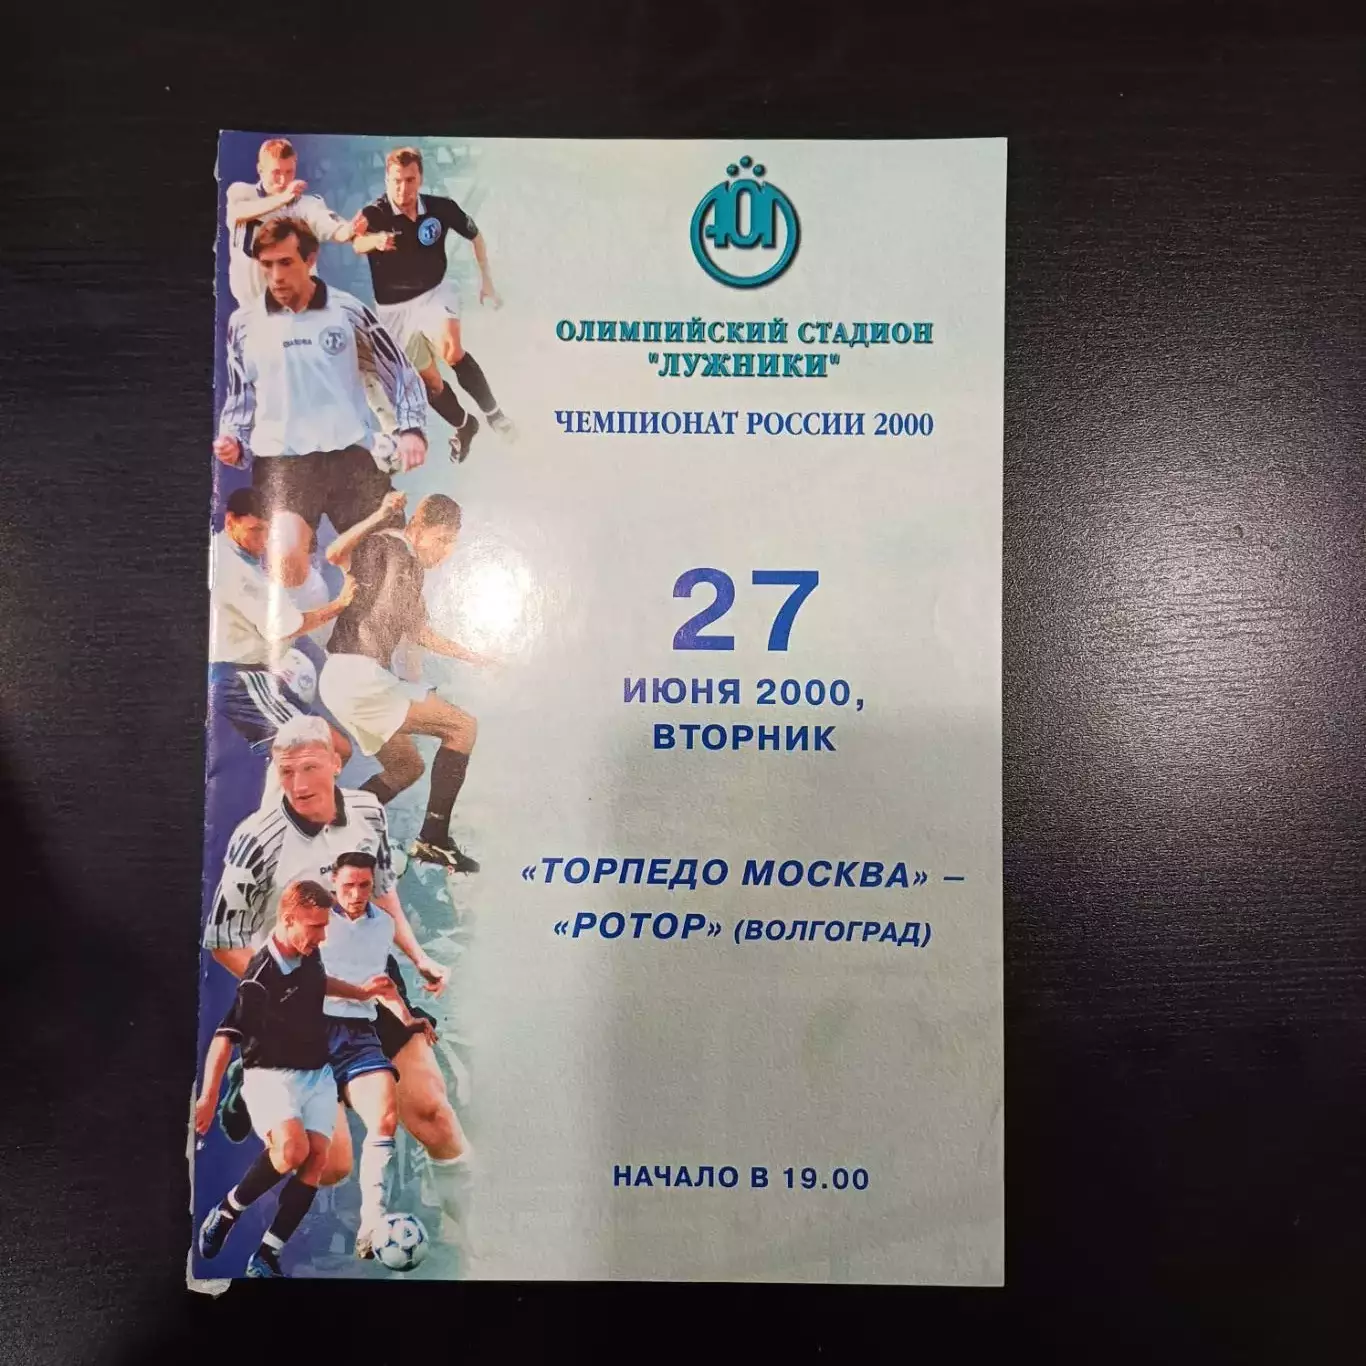 ОЛИМПИЙСКИЙ СТАДИОН
"ЛУЖНИКИ"
ЧЕМПИОНАТ РОССИИ 2000
27
ИЮНЯ 2000,
ВТОРНИК
«ТОРПЕДО МОСКВА» –
«РОТОР» (ВОЛГОГРАД)
НАЧАЛО В 19.00